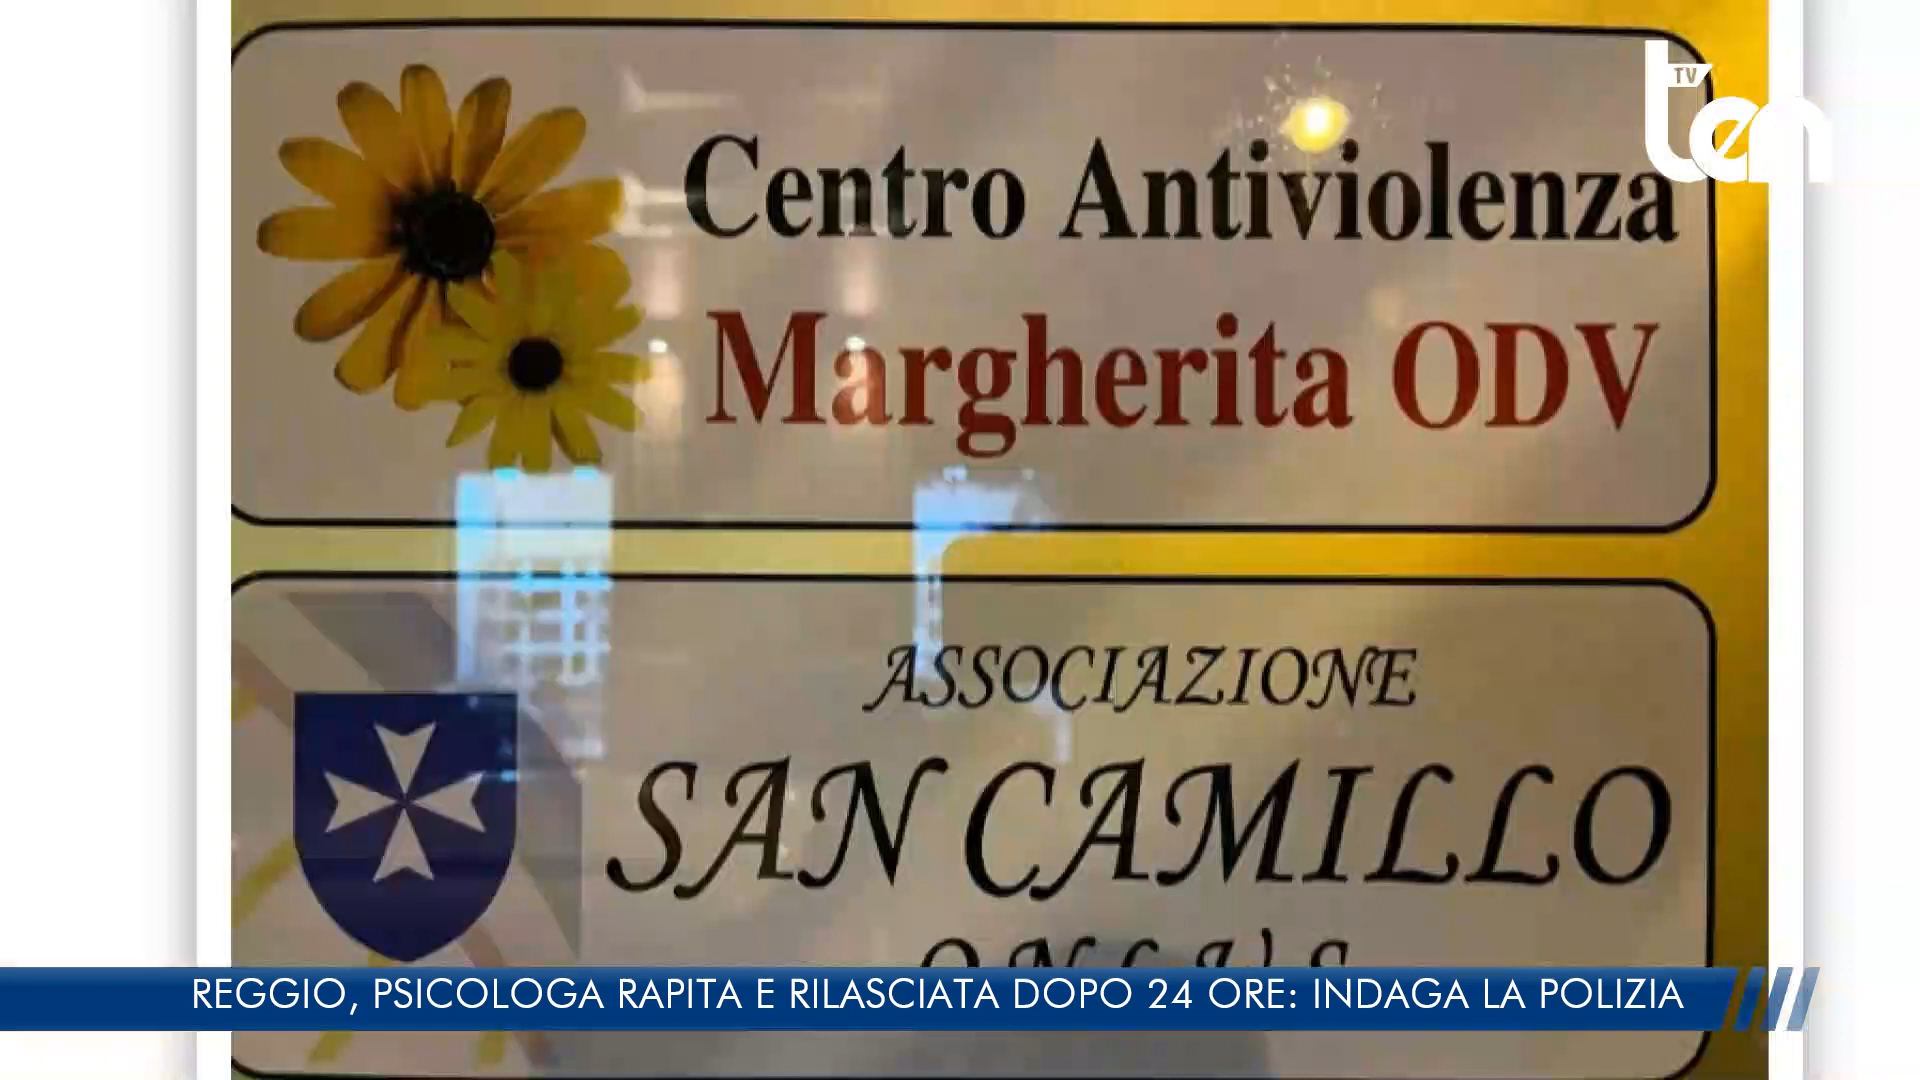 TV
ten
Centro Antiviolenza
Margherita ODV
ASSOCIAZIONE
SAN CAMILLO
ONLUS
REGGIO, PSICOLOGA RAPITA E RILASCIATA DOPO 24 ORE: INDAGA LA POLIZIA